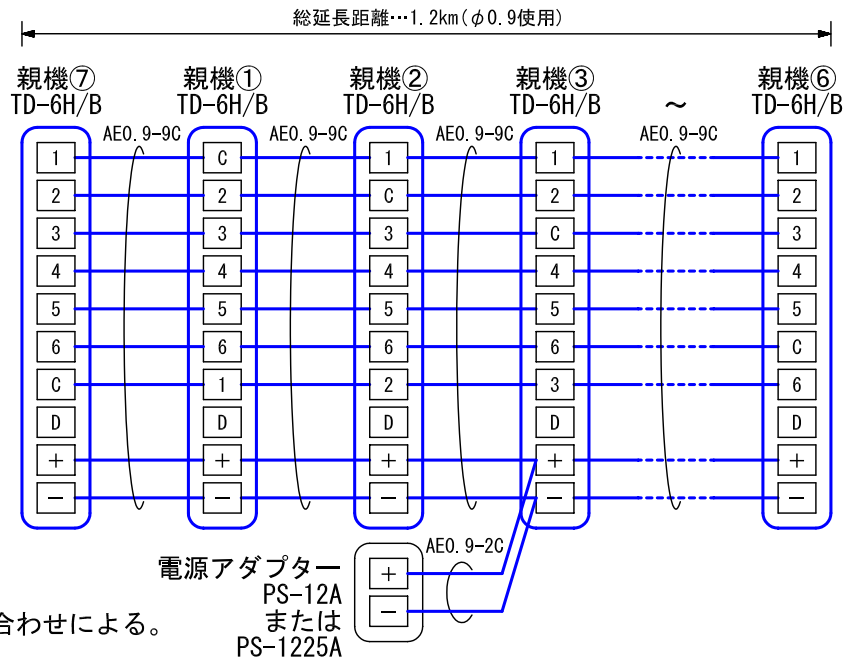 総延長距離…1.2km(φ0.9使用)
親機⑦ 親機① 親機② 親機③ 親機⑥
TD-6H/B TD-6H/B TD-6H/B TD-6H/B ～ TD-6H/B
AE0.9-9C AE0.9-9C AE0.9-9C AE0.9-9C
1 C 1 1 1
2 2 C 2 2
3 3 3 C 3
4 4 4 4 4
5 5 5 5 5
6 6 6 6 C
C 1 2 3 6
D D D D D
+ + + + +
− − − − −
AE0.9-2C
電源アダプター +
PS-12A −
または
PS-1225A
合わせによる。